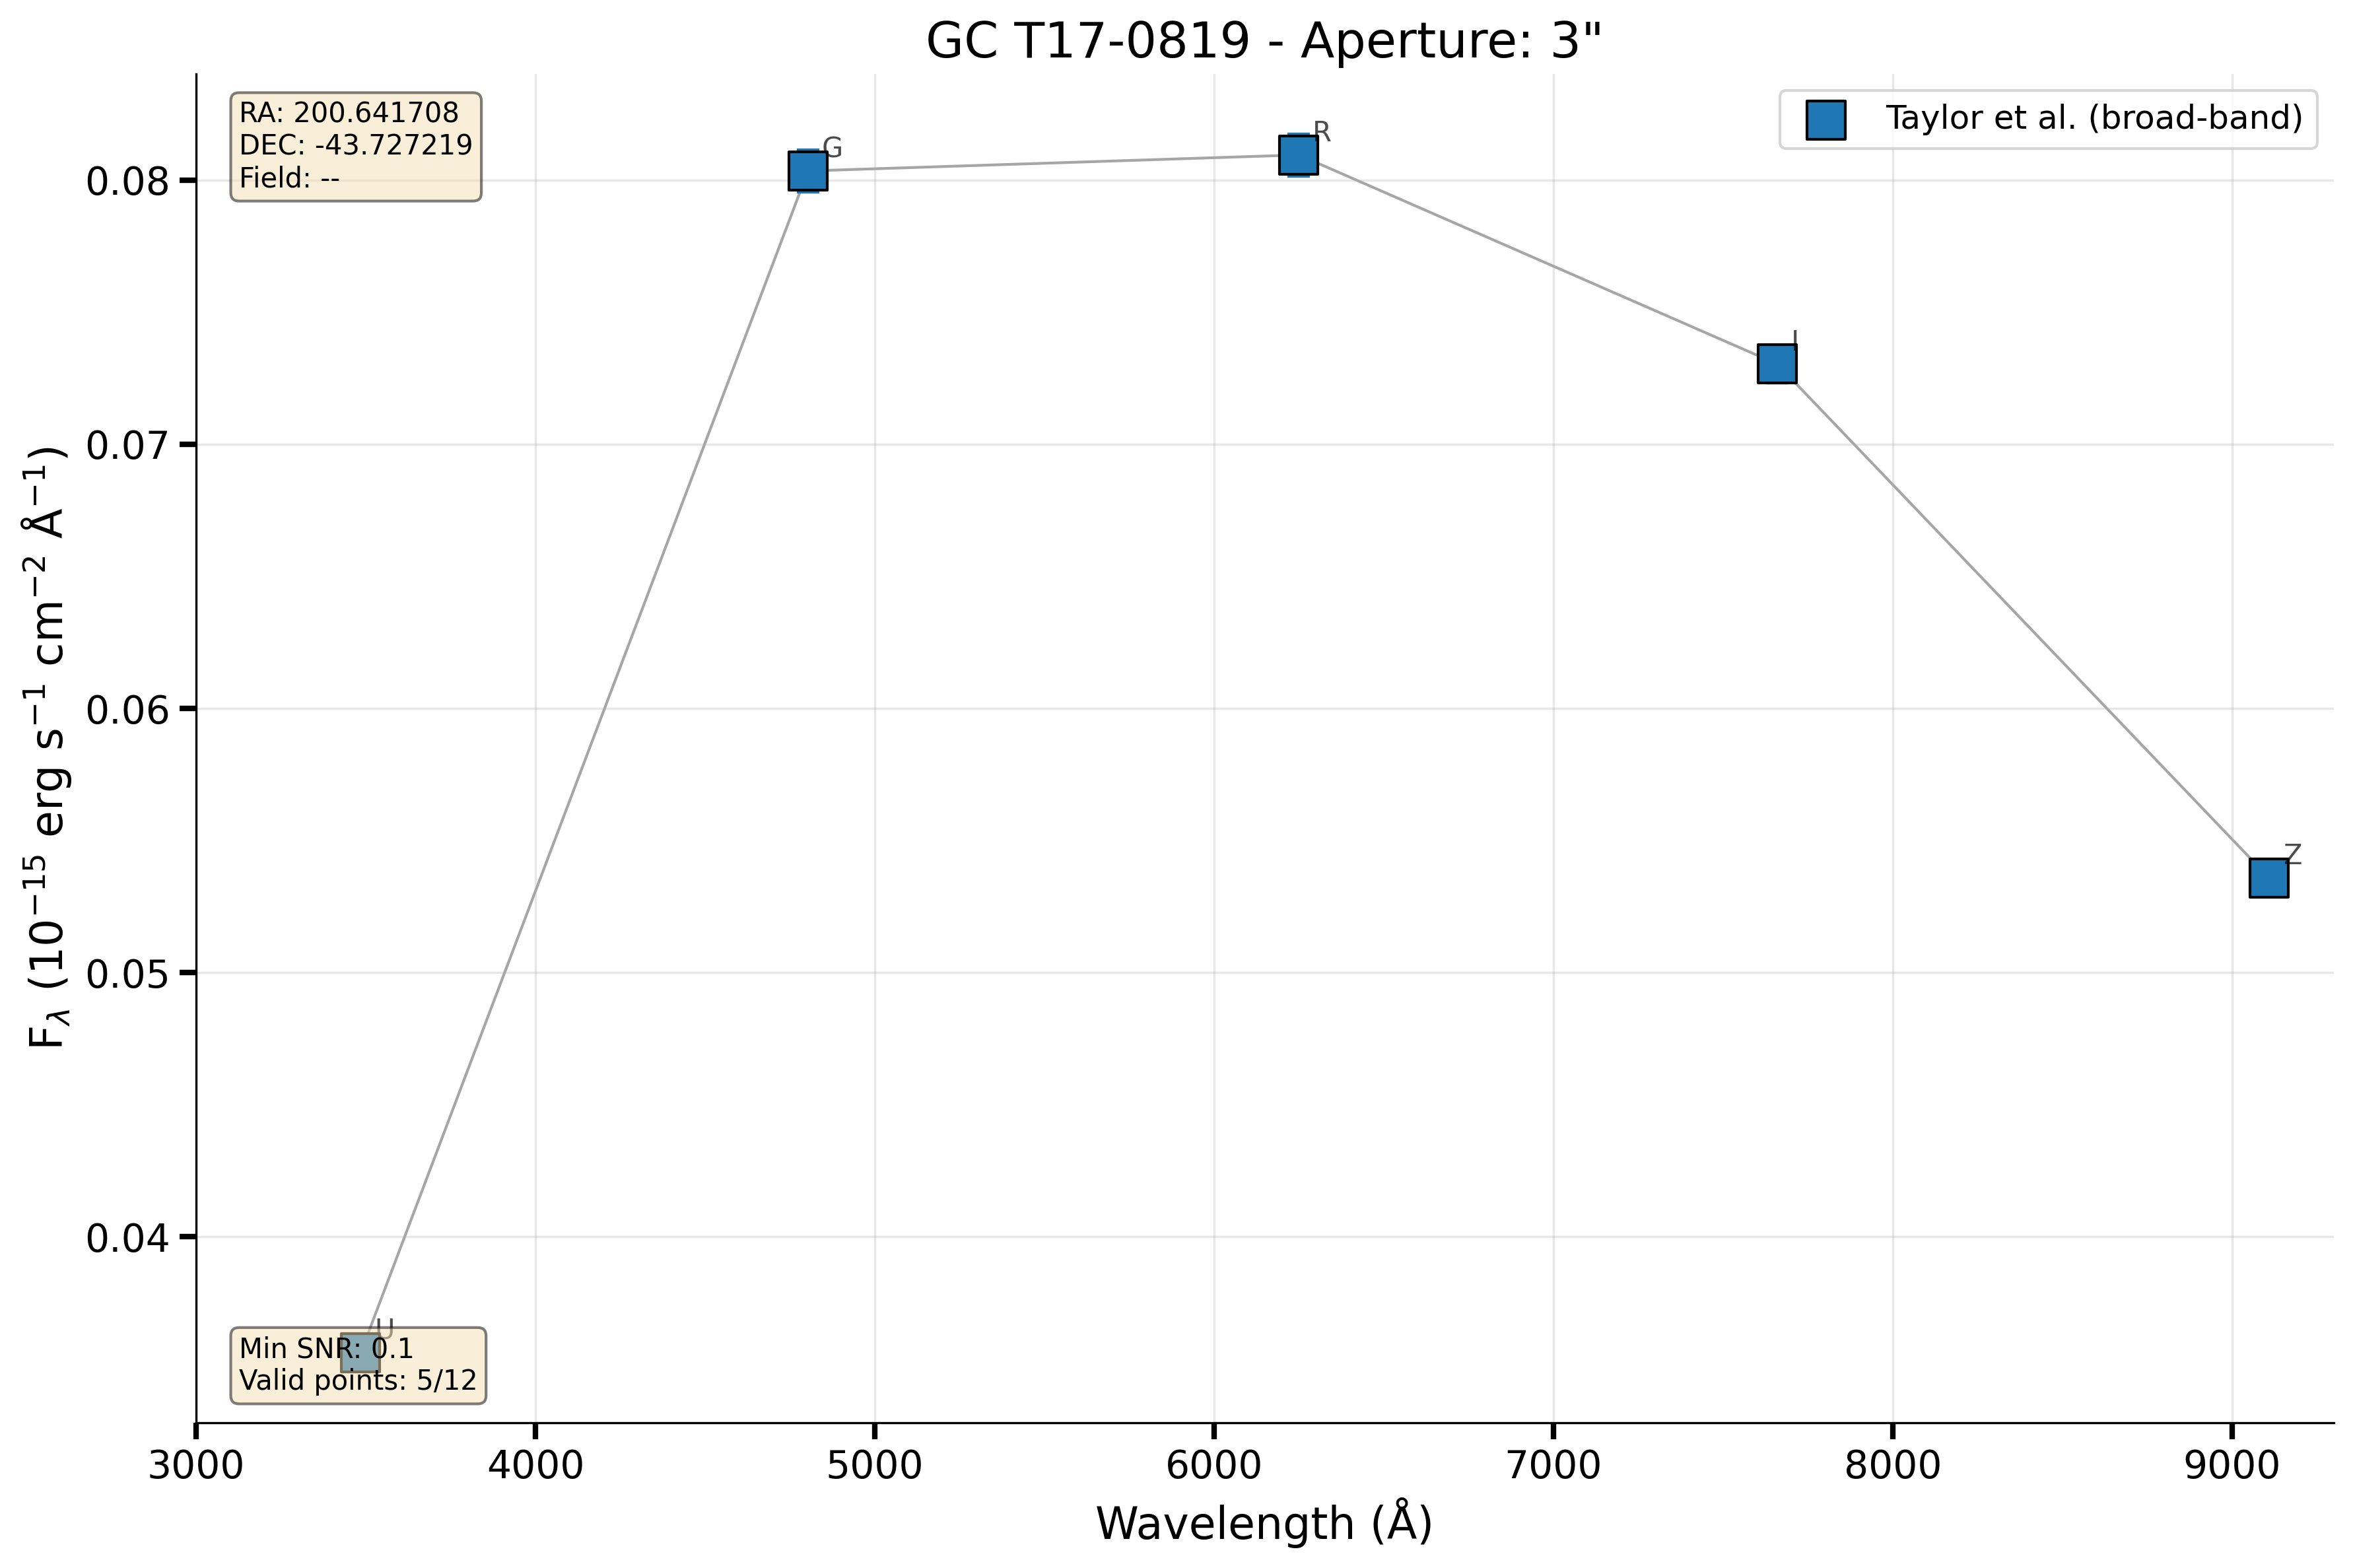 GC T17-0819 - Aperture: 3"
RA: 200.641708
DEC: -43.727219
Field: --
Taylor et al. (broad-band)
G
R
I
Z
U
Min SNR: 0.1
Valid points: 5/12
0.08
0.07
0.06
0.05
0.04
F_λ (10⁻¹⁵ erg s⁻¹ cm⁻² Å⁻¹)
3000 4000 5000 6000 7000 8000 9000
Wavelength (Å)